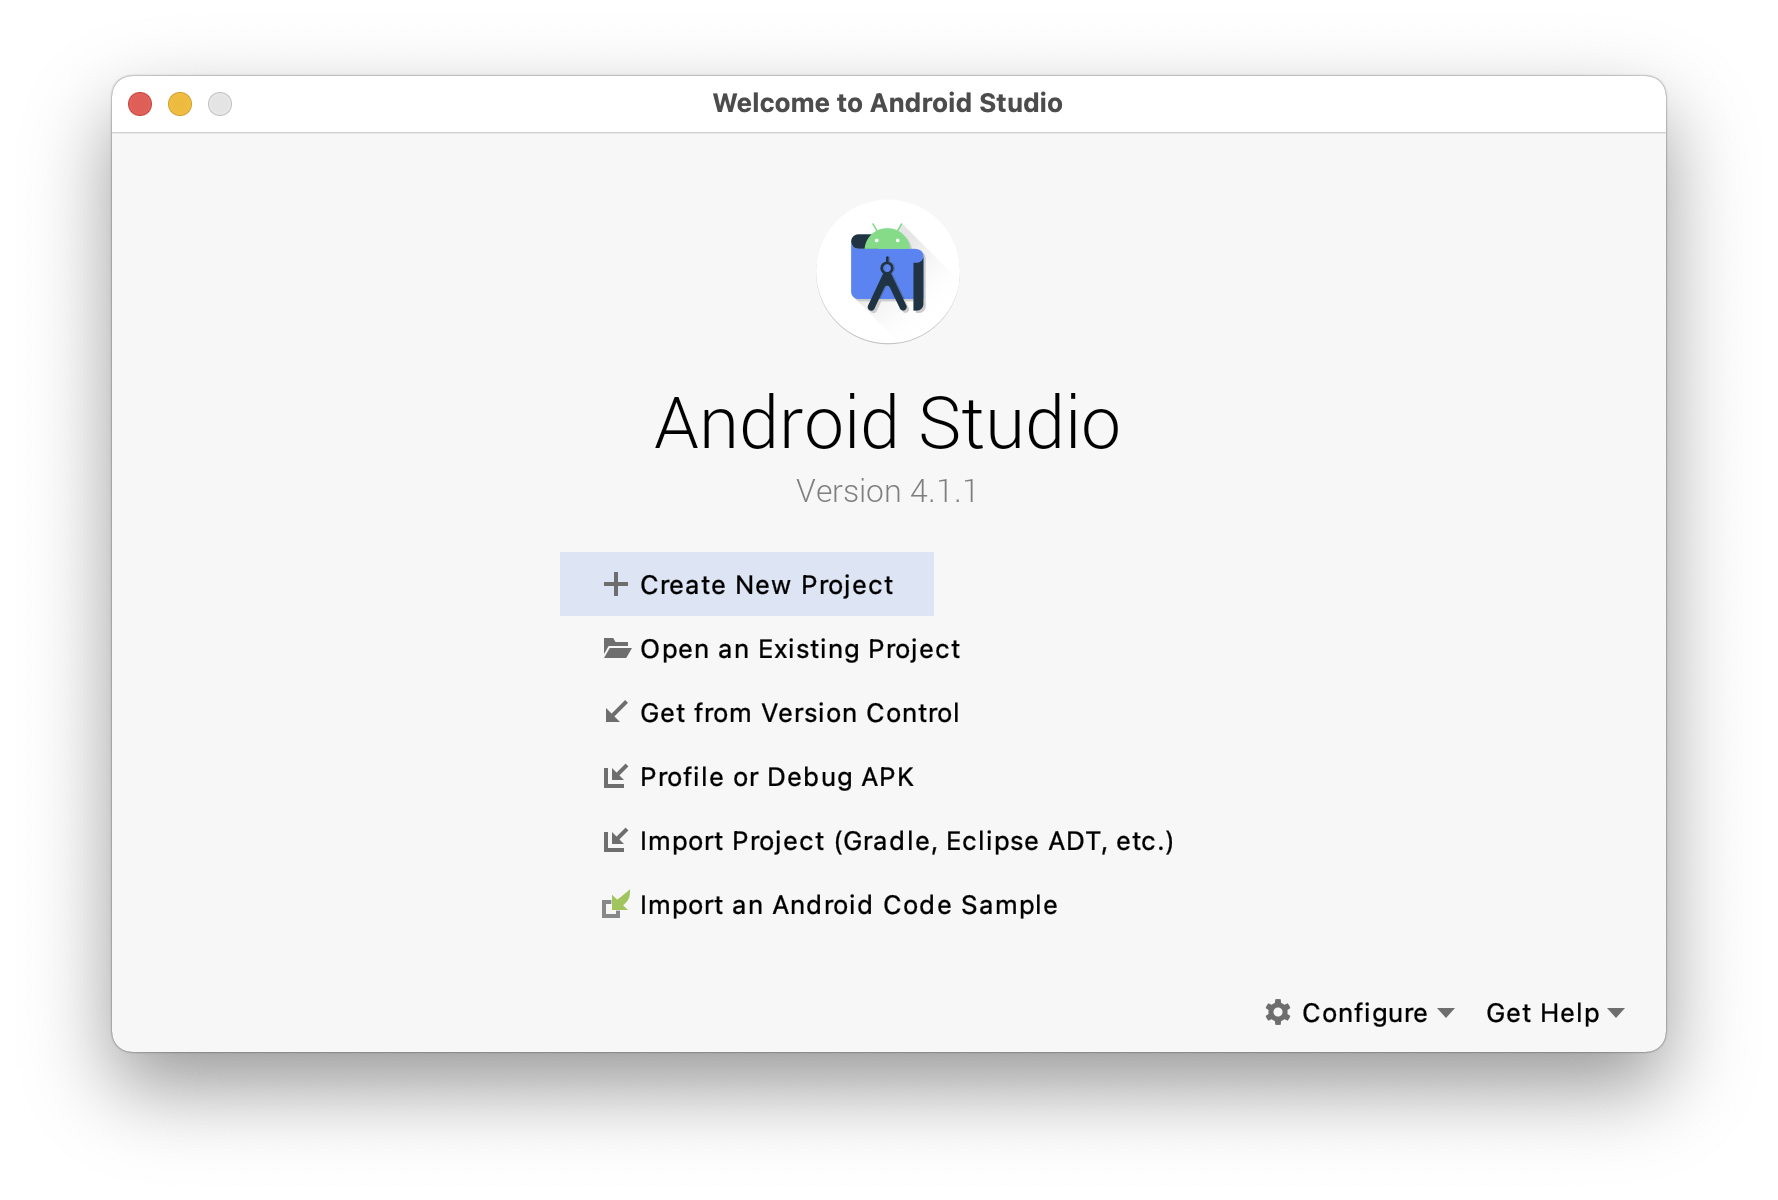 Welcome to Android Studio
Android Studio
Version 4.1.1
Create New Project
Open an Existing Project
Get from Version Control
Profile or Debug APK
Import Project (Gradle, Eclipse ADT, etc.)
Import an Android Code Sample
Configure Get Help